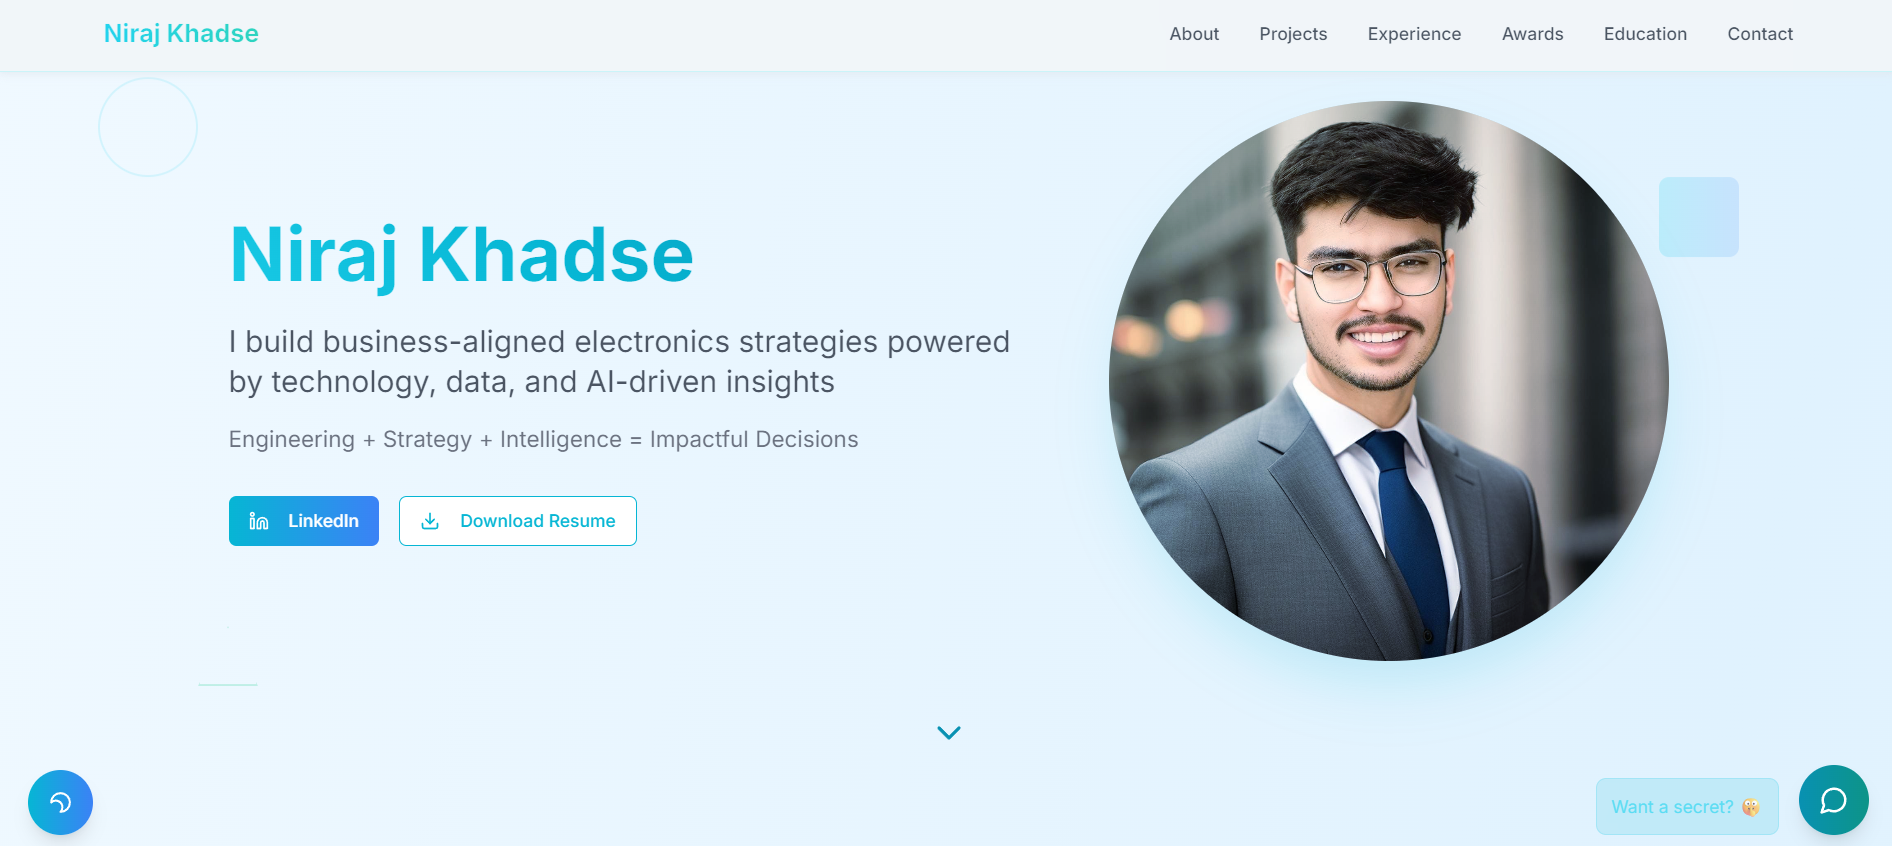 Niraj Khadse
About
Projects
Experience
Awards
Education
Contact
Niraj Khadse
I build business-aligned electronics strategies powered
by technology, data, and AI-driven insights
Engineering + Strategy + Intelligence = Impactful Decisions
LinkedIn
Download Resume
Want a secret? 🫣